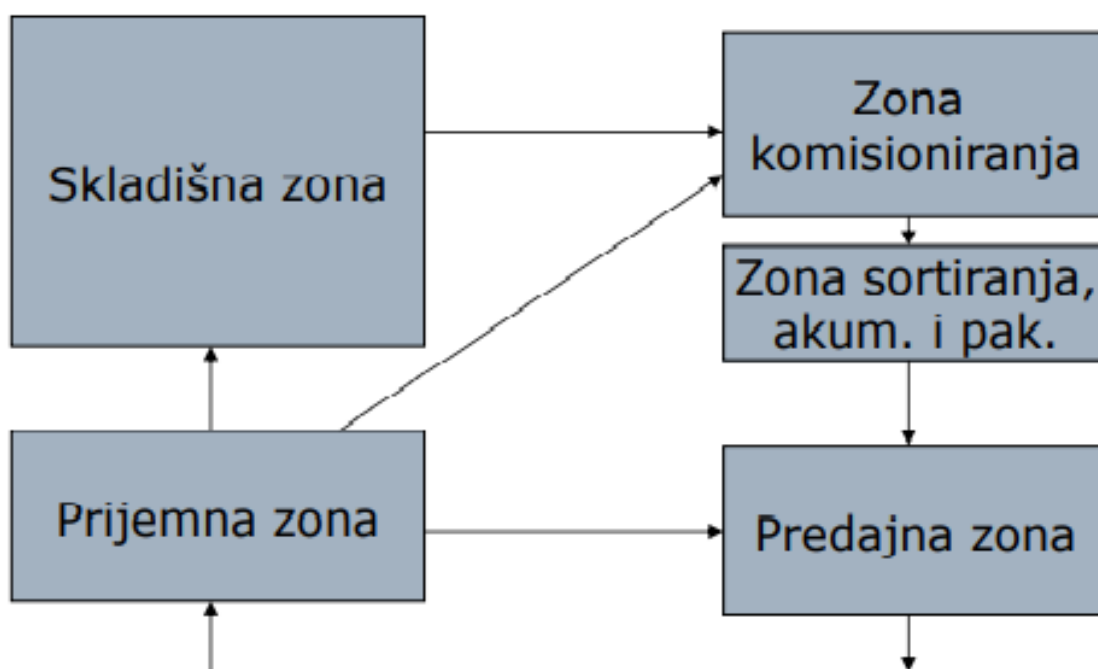 Skladišna zona
Zona
komisioniranja
Zona sortiranja,
akum. i pak.
Prijemna zona
Predajna zona